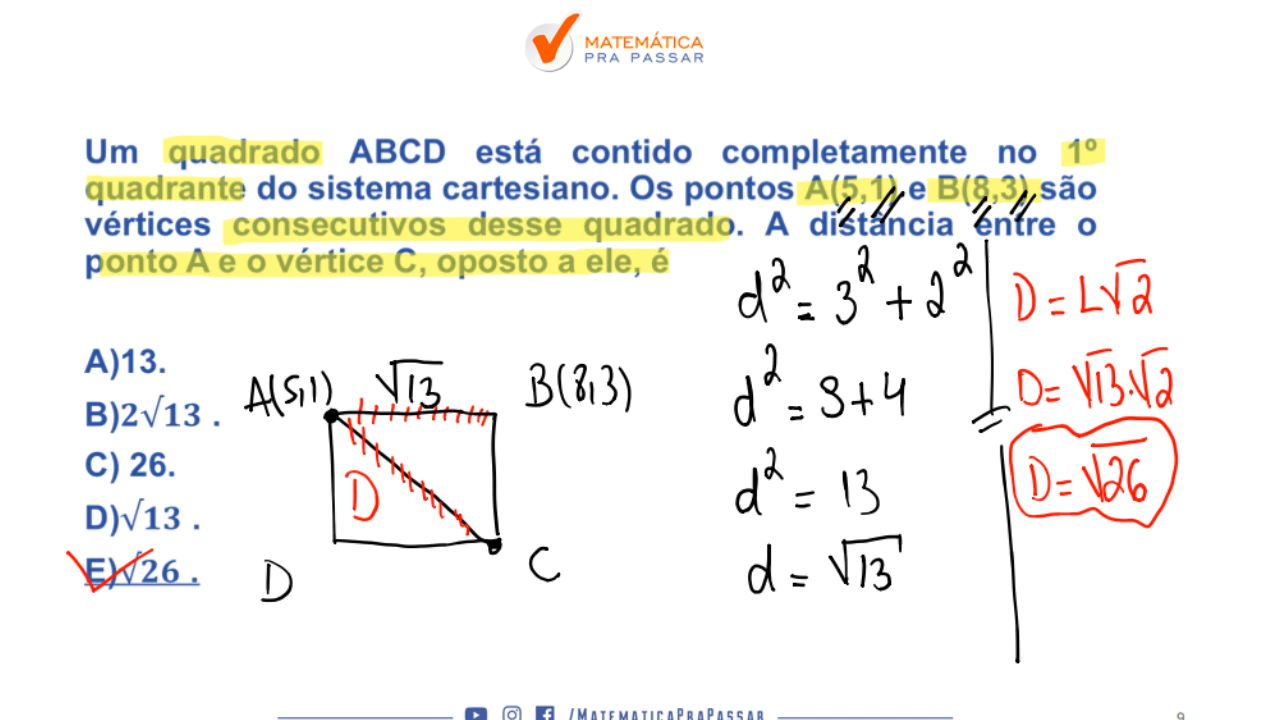 MATEMÁTICA
PRA PASSAR
Um quadrado ABCD está contido completamente no 1º
quadrante do sistema cartesiano. Os pontos A(5,1) e B(8,3) são
vértices consecutivos desse quadrado. A distância entre o
ponto A e o vértice C, oposto a ele, é
A)13.
B)2√13 .
C) 26.
D)√13 .
E)√26 .
A(5,1)
√13
B(8,3)
D
D
C
d² = 3² + 2²
d² = 9+4
d² = 13
d = √13
D = L√2
D = √13.√2
D = √26
/MATEMATICAPRAPASSAR
9